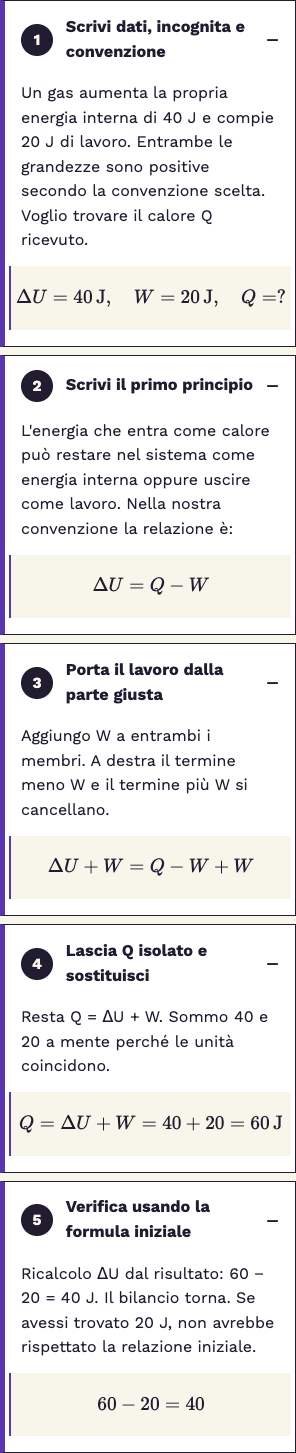 1 Scrivi dati, incognita e
convenzione –
Un gas aumenta la propria
energia interna di 40 J e compie
20 J di lavoro. Entrambe le
grandezze sono positive
secondo la convenzione scelta.
Voglio trovare il calore Q
ricevuto.
ΔU = 40 J, W = 20 J, Q =?
2 Scrivi il primo principio –
L'energia che entra come calore
può restare nel sistema come
energia interna oppure uscire
come lavoro. Nella nostra
convenzione la relazione è:
ΔU = Q − W
3 Porta il lavoro dalla
parte giusta –
Aggiungo W a entrambi i
membri. A destra il termine
meno W e il termine più W si
cancellano.
ΔU + W = Q − W + W
4 Lascia Q isolato e
sostituisci –
Resta Q = ΔU + W. Sommo 40 e
20 a mente perché le unità
coincidono.
Q = ΔU + W = 40 + 20 = 60 J
5 Verifica usando la
formula iniziale –
Ricalcolo ΔU dal risultato: 60 −
20 = 40 J. Il bilancio torna. Se
avessi trovato 20 J, non avrebbe
rispettato la relazione iniziale.
60 − 20 = 40